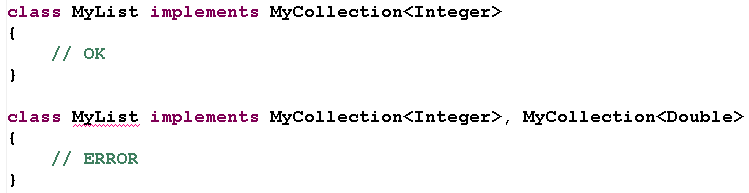 class MyList implements MyCollection<Integer>
{
    // OK
}
class MyList implements MyCollection<Integer>, MyCollection<Double>
{
    // ERROR
}